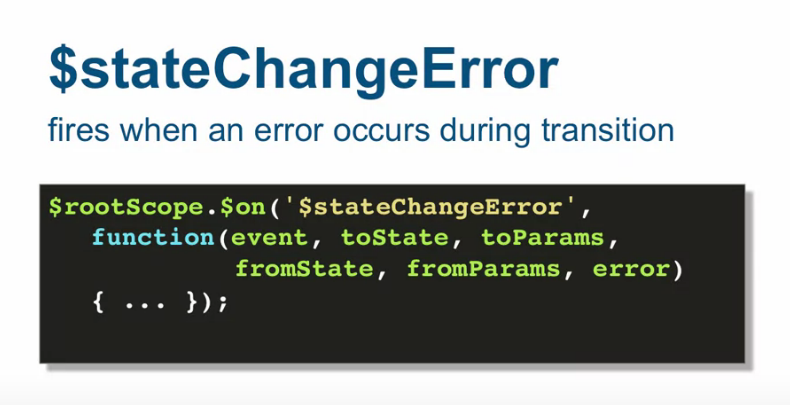 $stateChangeError
fires when an error occurs during transition
$rootScope.$on('$stateChangeError',
function(event, toState, toParams,
fromState, fromParams, error)
{ ... });